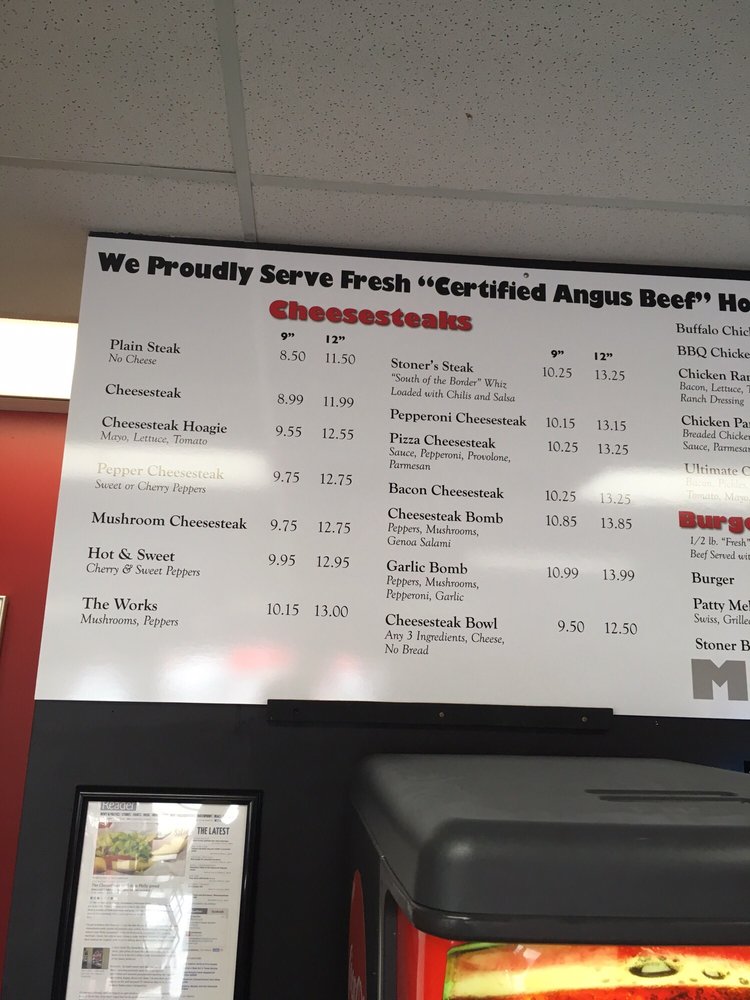 We Proudly Serve Fresh “Certified Angus Beef” Ho
Cheesesteaks
9” 12”
Plain Steak 8.50 11.50
No Cheese
Cheesesteak 8.99 11.99
Cheesesteak Hoagie 9.55 12.55
Mayo, Lettuce, Tomato
Pepper Cheesesteak 9.75 12.75
Sweet or Cherry Peppers
Mushroom Cheesesteak 9.75 12.75
Hot & Sweet 9.95 12.95
Cherry & Sweet Peppers
The Works 10.15 13.00
Mushrooms, Peppers
9” 12”
Stoner's Steak 10.25 13.25
“South of the Border” Whiz
Loaded with Chilis and Salsa
Pepperoni Cheesesteak 10.15 13.15
Pizza Cheesesteak 10.25 13.25
Sauce, Pepperoni, Provolone,
Parmesan
Bacon Cheesesteak 10.25 13.25
Cheesesteak Bomb 10.85 13.85
Peppers, Mushrooms,
Genoa Salami
Garlic Bomb 10.99 13.99
Peppers, Mushrooms,
Pepperoni, Garlic
Cheesesteak Bowl 9.50 12.50
Any 3 Ingredients, Cheese,
No Bread
Buffalo Chic
BBQ Chicke
Chicken Ran
Bacon, Lettuce, T
Ranch Dressing
Chicken Par
Breaded Chicken
Sauce, Parmesan
Ultimate C
Bacon, Pickles,
Tomato, Mayo
Burge
1/2 lb. “Fresh”
Beef Served wit
Burger
Patty Mel
Swiss, Grille
Stoner B
M
Reader
THE LATEST